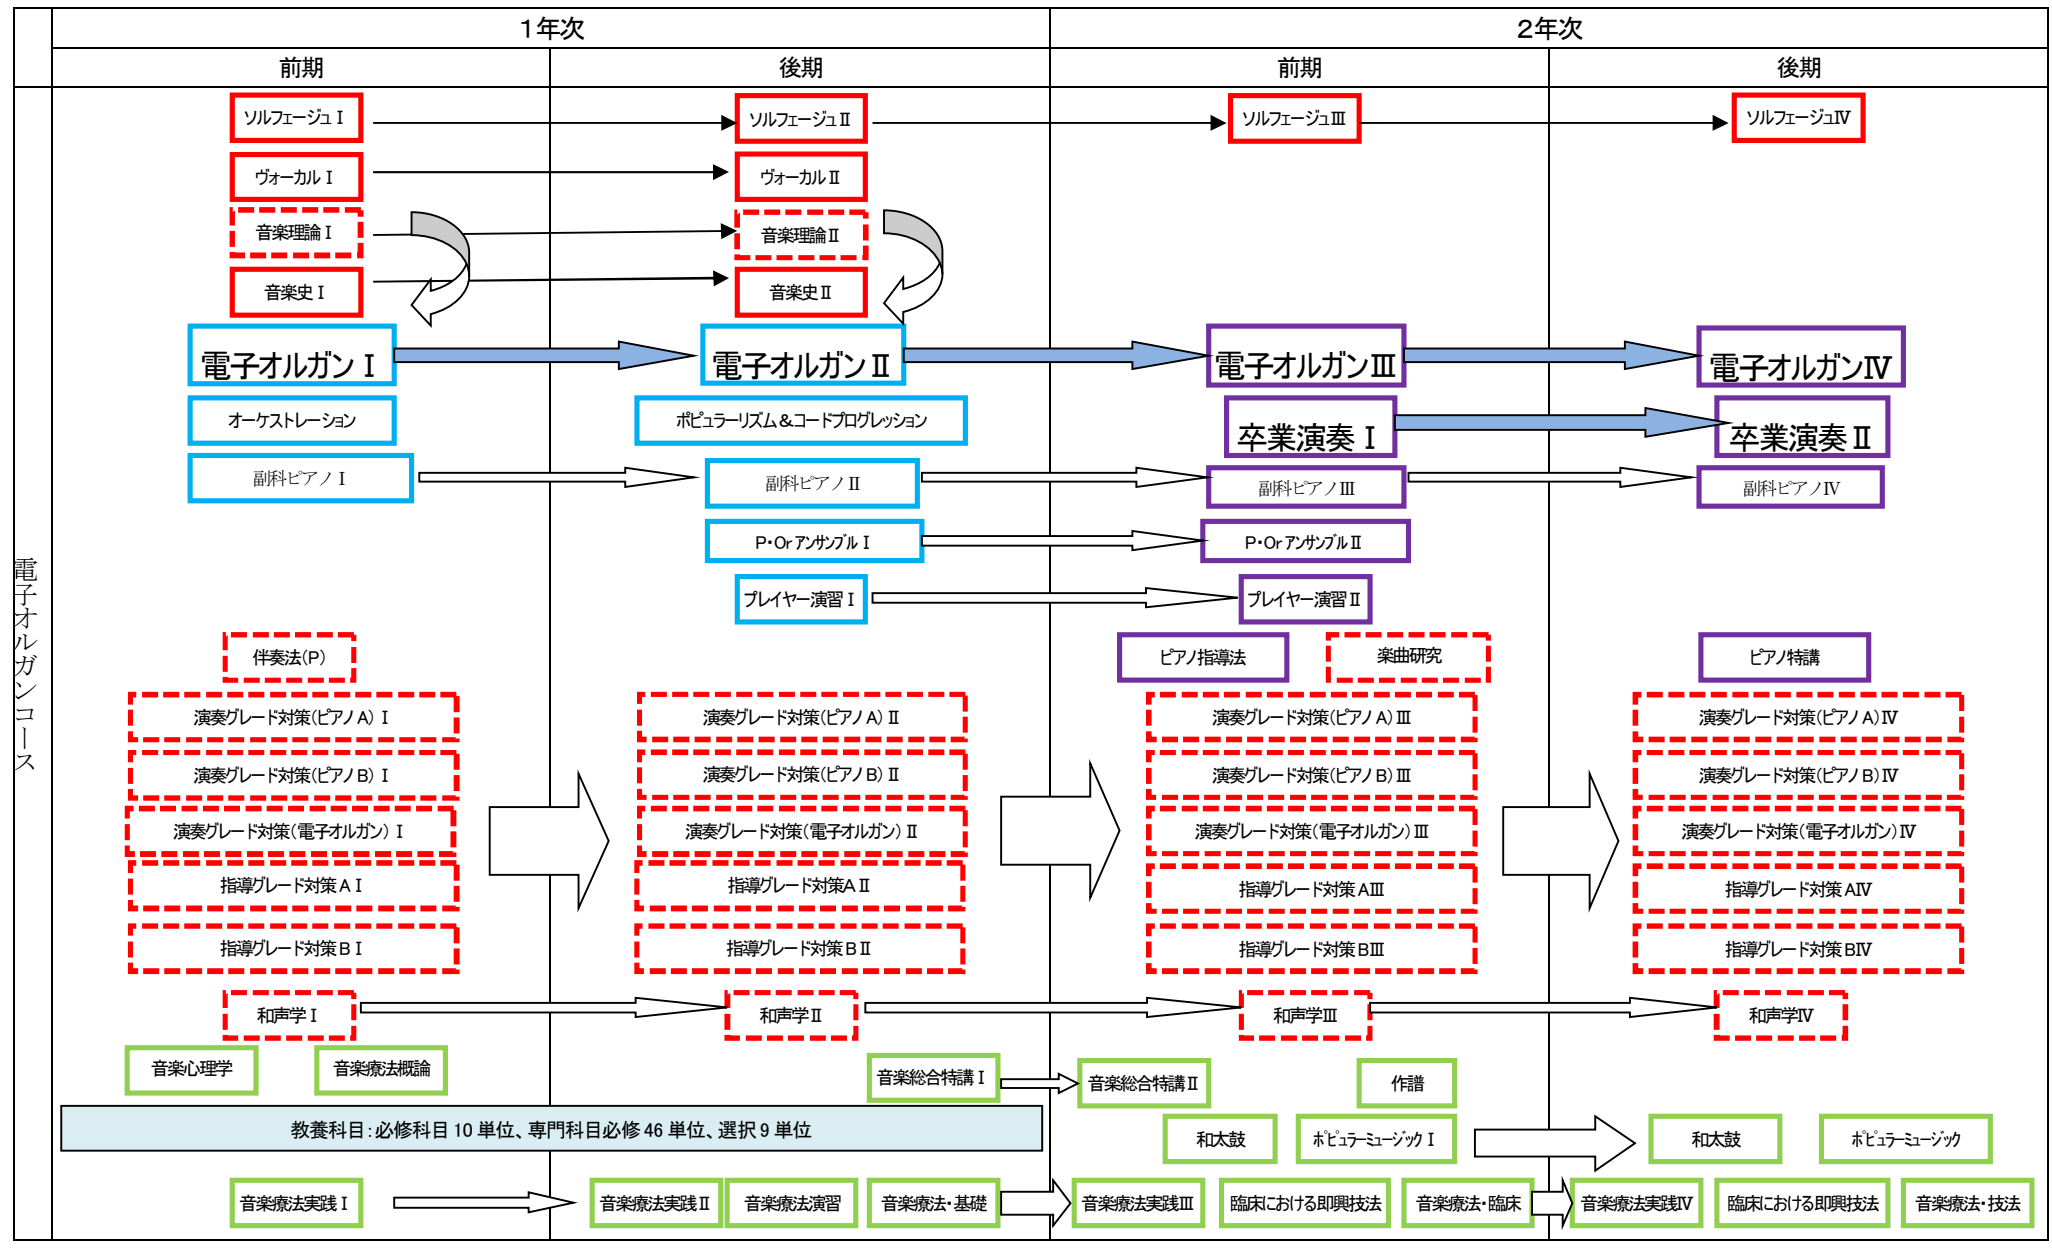 １年次
２年次
前期
後期
前期
後期
電子オルガンコース
ソルフェージュⅠ
ソルフェージュⅡ
ソルフェージュⅢ
ソルフェージュⅣ
ヴォーカルⅠ
ヴォーカルⅡ
音楽理論Ⅰ
音楽理論Ⅱ
音楽史Ⅰ
音楽史Ⅱ
電子オルガンⅠ
電子オルガンⅡ
電子オルガンⅢ
電子オルガンⅣ
オーケストレーション
ポピュラーリズム＆コードプログレッション
卒業演奏Ⅰ
卒業演奏Ⅱ
副科ピアノⅠ
副科ピアノⅡ
副科ピアノⅢ
副科ピアノⅣ
P・OrアンサンブルⅠ
P・OrアンサンブルⅡ
プレイヤー演習Ⅰ
プレイヤー演習Ⅱ
伴奏法(P)
ピアノ指導法
楽曲研究
ピアノ特講
演奏グレード対策(ピアノA)Ⅰ
演奏グレード対策(ピアノA)Ⅱ
演奏グレード対策(ピアノA)Ⅲ
演奏グレード対策(ピアノA)Ⅳ
演奏グレード対策(ピアノB)Ⅰ
演奏グレード対策(ピアノB)Ⅱ
演奏グレード対策(ピアノB)Ⅲ
演奏グレード対策(ピアノB)Ⅳ
演奏グレード対策(電子オルガン)Ⅰ
演奏グレード対策(電子オルガン)Ⅱ
演奏グレード対策(電子オルガン)Ⅲ
演奏グレード対策(電子オルガン)Ⅳ
指導グレード対策AⅠ
指導グレード対策AⅡ
指導グレード対策AⅢ
指導グレード対策AⅣ
指導グレード対策BⅠ
指導グレード対策BⅡ
指導グレード対策BⅢ
指導グレード対策BⅣ
和声学Ⅰ
和声学Ⅱ
和声学Ⅲ
和声学Ⅳ
音楽心理学
音楽療法概論
音楽総合特講Ⅰ
音楽総合特講Ⅱ
作譜
教養科目：必修科目10単位、専門科目必修46単位、選択9単位
和太鼓
ポピュラーミュージックⅠ
和太鼓
ポピュラーミュージック
音楽療法実践Ⅰ
音楽療法実践Ⅱ
音楽療法演習
音楽療法・基礎
音楽療法実践Ⅲ
臨床における即興技法
音楽療法・臨床
音楽療法実践Ⅳ
臨床における即興技法
音楽療法・技法